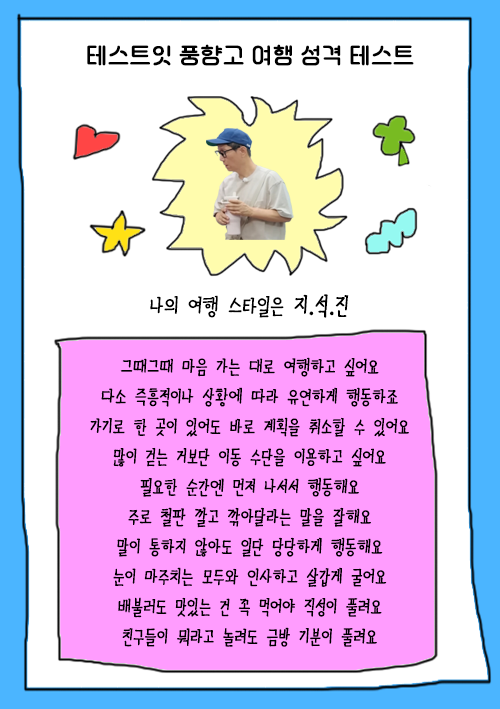 테스트잇 풍향고 여행 성격 테스트
나의 여행 스타일은 지.석.진
그때그때 마음 가는 대로 여행하고 싶어요
다소 즉흥적이나 상황에 따라 유연하게 행동하죠
가기로 한 곳이 있어도 바로 계획을 취소할 수 있어요
많이 걷는 거보단 이동 수단을 이용하고 싶어요
필요한 순간엔 먼저 나서서 행동해요
주로 철판 깔고 깎아달라는 말을 잘해요
말이 통하지 않아도 일단 당당하게 행동해요
눈이 마주치는 모두와 인사하고 살갑게 굴어요
배불러도 맛있는 건 꼭 먹어야 직성이 풀려요
친구들이 뭐라고 놀려도 금방 기분이 풀려요